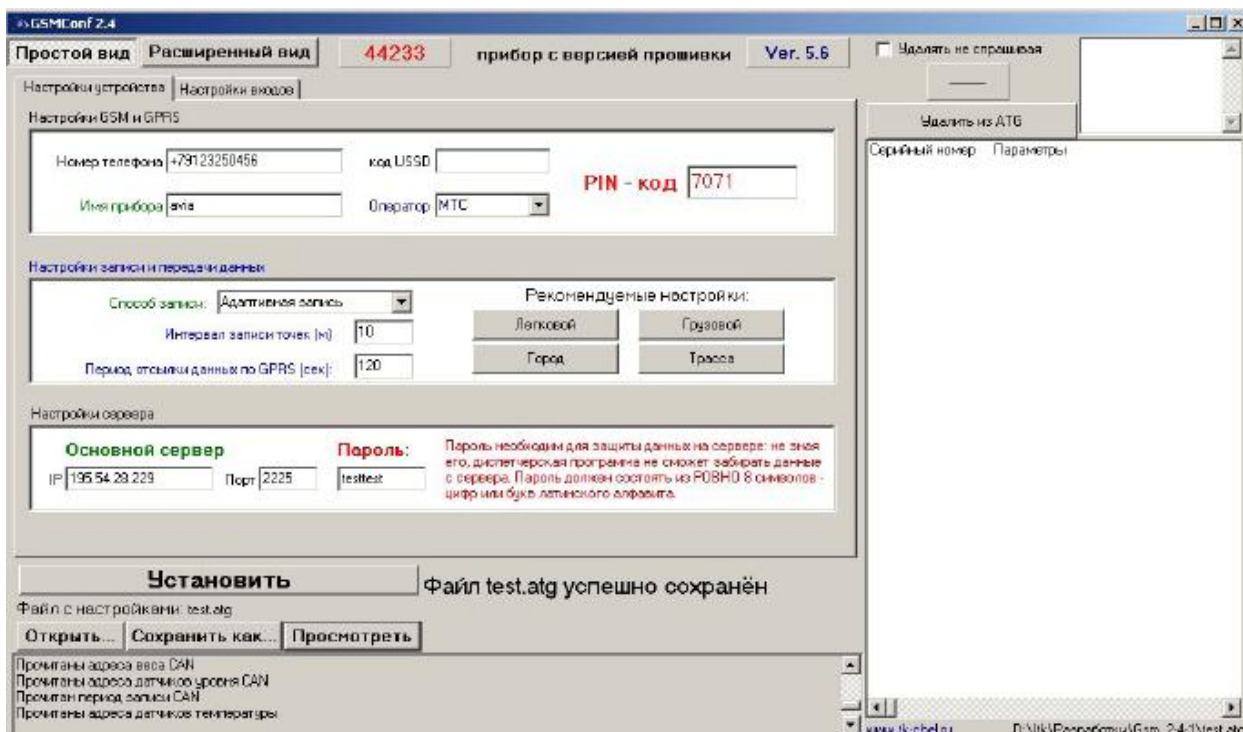 GSMConf 2.4
Простой вид Расширенный вид 44233 прибор с версией прошивки Ver. 5.6 Удалять не спрашивая
Настройки устройства Настройки входов
Удалить из ATG
Настройки GSM и GPRS
Серийный номер Параметры
Номер телефона +79123250456 код USSD PIN - код 7071
Имя прибора avia Оператор МТС
Настройки записи и передачи данных
Способ записи: Адаптивная запись Рекомендуемые настройки:
Интервал записи точек (м) 10 Легковой Грузовой
Период отсылки данных по GPRS (сек): 120 Город Трасса
Настройки сервера
Основной сервер Пароль:
IP 195.54.28.229 Порт 2225 testtest
Пароль необходим для защиты данных на сервере: не зная
его, диспетчерская программа не сможет забирать данные
с сервера. Пароль должен состоять из РОВНО 8 символов -
цифр или букв латинского алфавита.
Установить Файл test.atg успешно сохранён
Файл с настройками: test.atg
Открыть... Сохранить как... Просмотреть
Прочитаны адреса веса CAN
Прочитаны адреса датчиков уровня CAN
Прочитан период записи CAN
Прочитаны адреса датчиков температуры